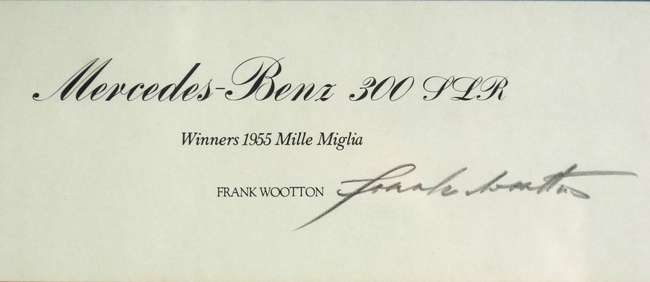 Mercedes-Benz 300 SLR
Winners 1955 Mille Miglia
FRANK WOOTTON Frank Wootton